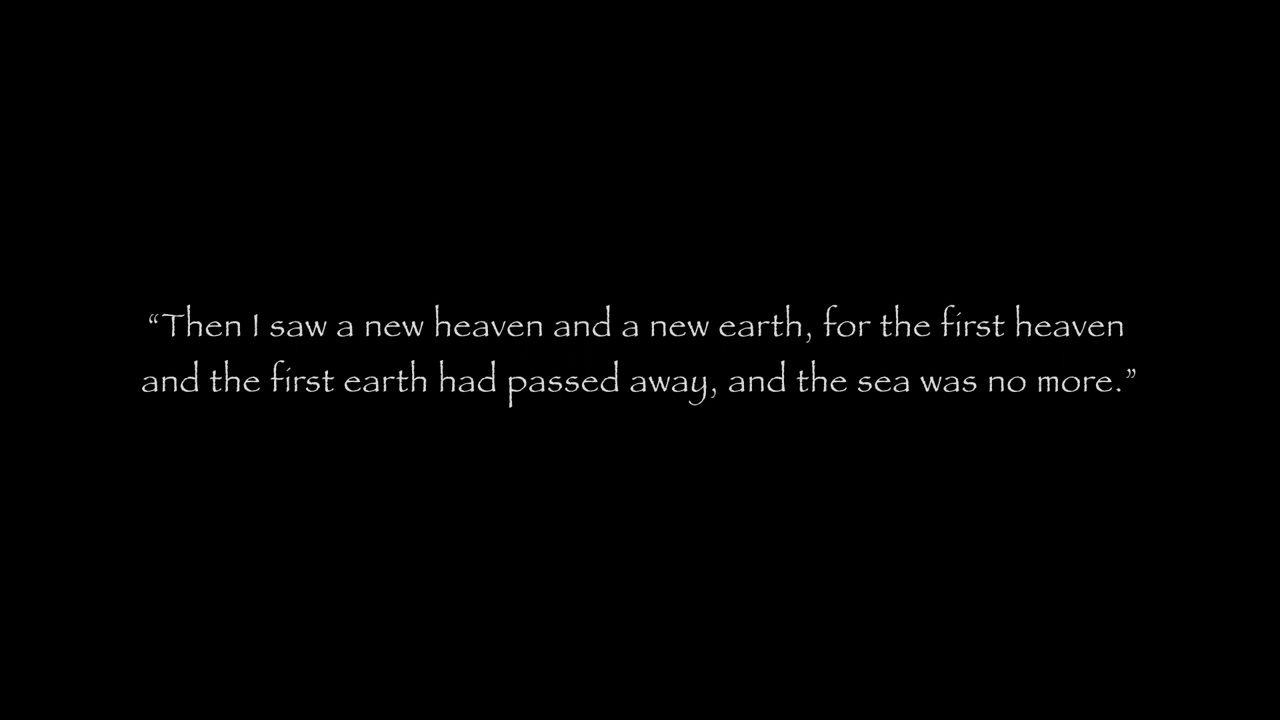 “Then I saw a new heaven and a new earth, for the first heaven
and the first earth had passed away, and the sea was no more.”